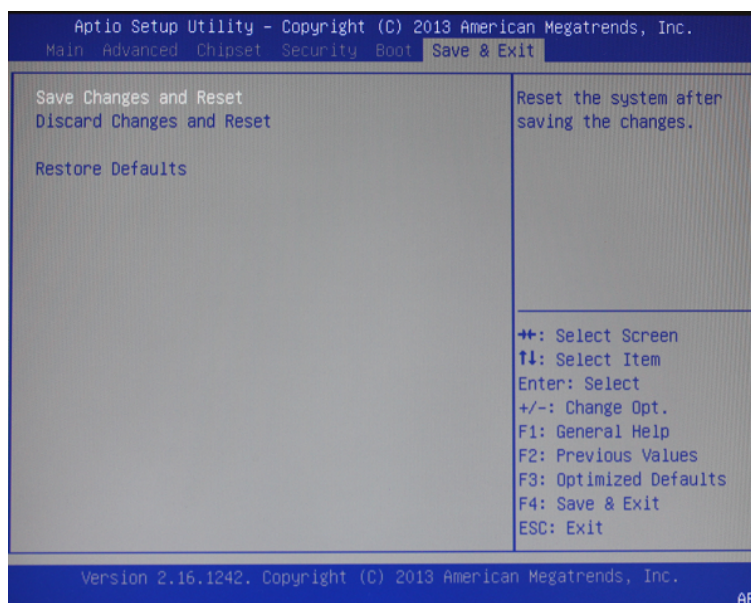 Aptio Setup Utility – Copyright (C) 2013 American Megatrends, Inc.
Main Advanced Chipset Security Boot Save & Exit
Save Changes and Reset
Discard Changes and Reset
Restore Defaults
Reset the system after
saving the changes.
→←: Select Screen
↑↓: Select Item
Enter: Select
+/-: Change Opt.
F1: General Help
F2: Previous Values
F3: Optimized Defaults
F4: Save & Exit
ESC: Exit
Version 2.16.1242. Copyright (C) 2013 American Megatrends, Inc.